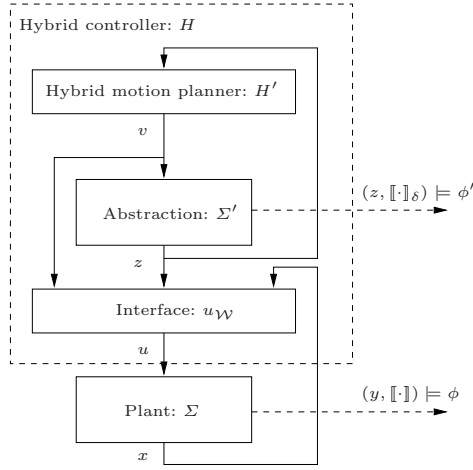 Hybrid controller: H
Hybrid motion planner: H′
v
(z, ⟦·⟧δ) ⊨ ϕ′
Abstraction: Σ′
z
Interface: u𝒲
u
(y, ⟦·⟧) ⊨ ϕ
Plant: Σ
x